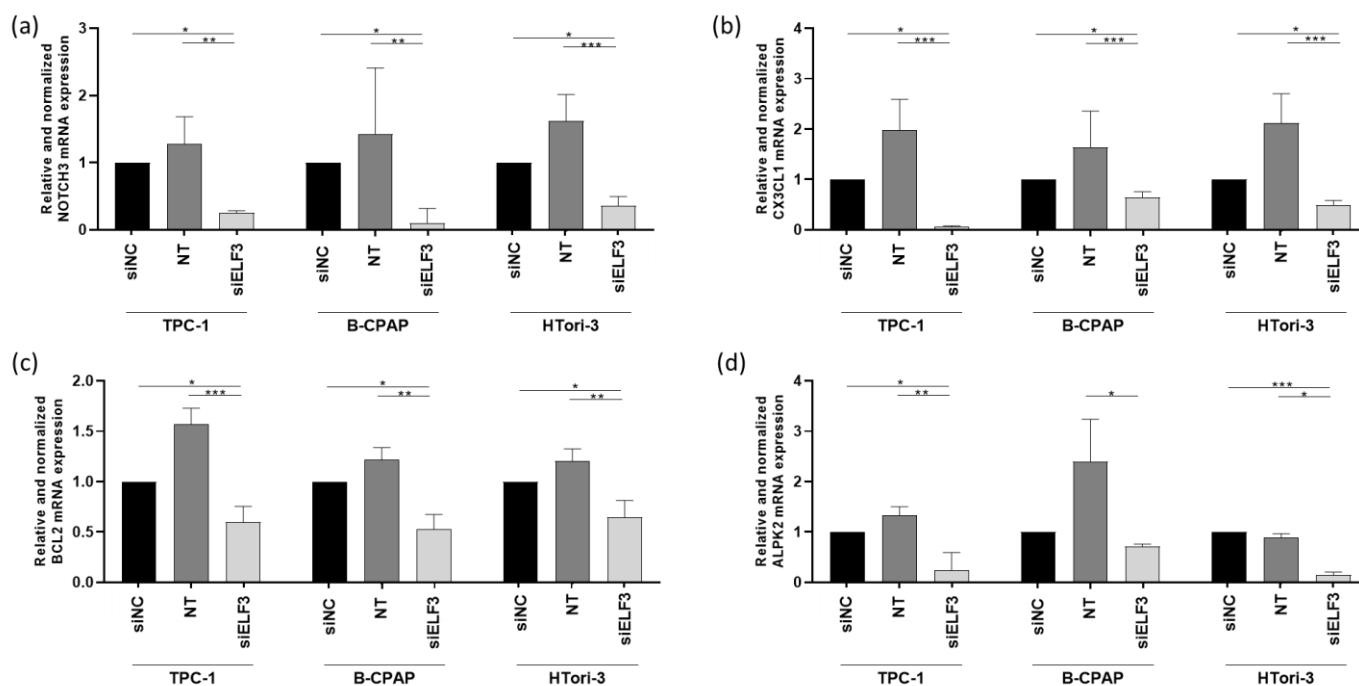 (a)
Relative and normalized
NOTCH3 mRNA expression
3
2
1
0
* ** * ** * ***
siNC NT siELF3 siNC NT siELF3 siNC NT siELF3
TPC-1 B-CPAP HTori-3
(b)
Relative and normalized
CX3CL1 mRNA expression
4
3
2
1
0
* *** * *** * ***
siNC NT siELF3 siNC NT siELF3 siNC NT siELF3
TPC-1 B-CPAP HTori-3
(c)
Relative and normalized
BCL2 mRNA expression
2.0
1.5
1.0
0.5
0.0
* *** * ** * **
siNC NT siELF3 siNC NT siELF3 siNC NT siELF3
TPC-1 B-CPAP HTori-3
(d)
Relative and normalized
ALPK2 mRNA expression
4
3
2
1
0
* ** * *** *
siNC NT siELF3 siNC NT siELF3 siNC NT siELF3
TPC-1 B-CPAP HTori-3